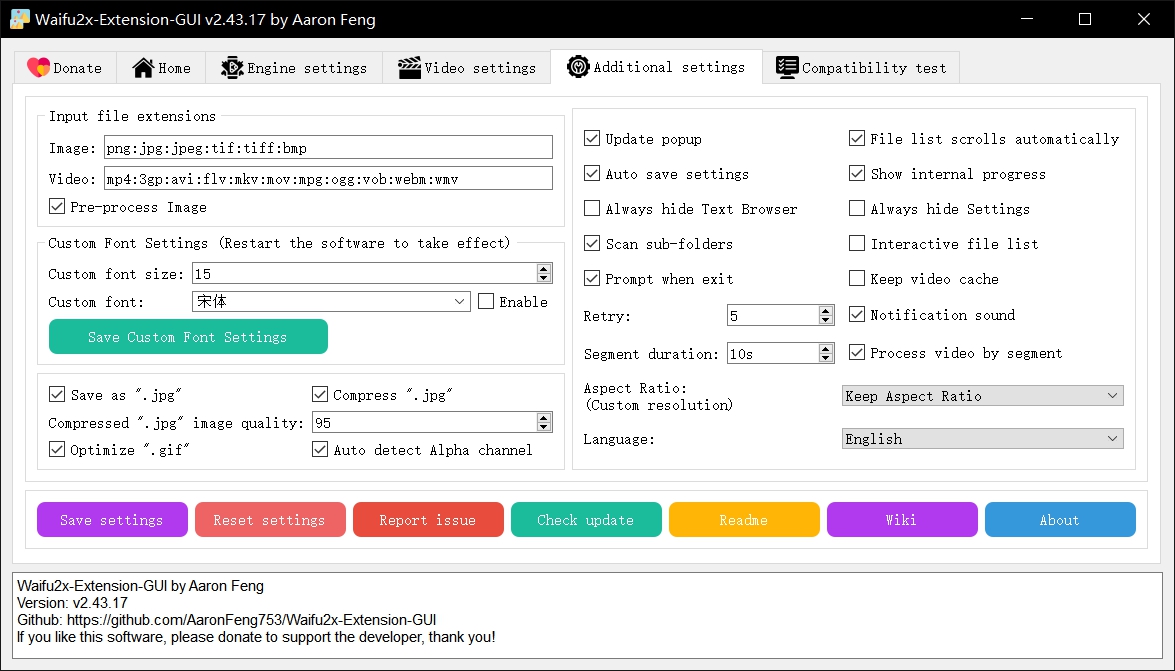 Waifu2x-Extension-GUI v2.43.17 by Aaron Feng
Donate
Home
Engine settings
Video settings
Additional settings
Compatibility test
Input file extensions
Image: png:jpg:jpeg:tif:tiff:bmp
Video: mp4:3gp:avi:flv:mkv:mov:mpg:ogg:vob:webm:wmv
Pre-process Image
Custom Font Settings (Restart the software to take effect)
Custom font size: 15
Custom font: 宋体 Enable
Save Custom Font Settings
Save as ".jpg" Compress ".jpg"
Compressed ".jpg" image quality: 95
Optimize ".gif" Auto detect Alpha channel
Update popup File list scrolls automatically
Auto save settings Show internal progress
Always hide Text Browser Always hide Settings
Scan sub-folders Interactive file list
Prompt when exit Keep video cache
Retry: 5 Notification sound
Segment duration: 10s Process video by segment
Aspect Ratio:
(Custom resolution) Keep Aspect Ratio
Language: English
Save settings
Reset settings
Report issue
Check update
Readme
Wiki
About
Waifu2x-Extension-GUI by Aaron Feng
Version: v2.43.17
Github: https://github.com/AaronFeng753/Waifu2x-Extension-GUI
If you like this software, please donate to support the developer, thank you!